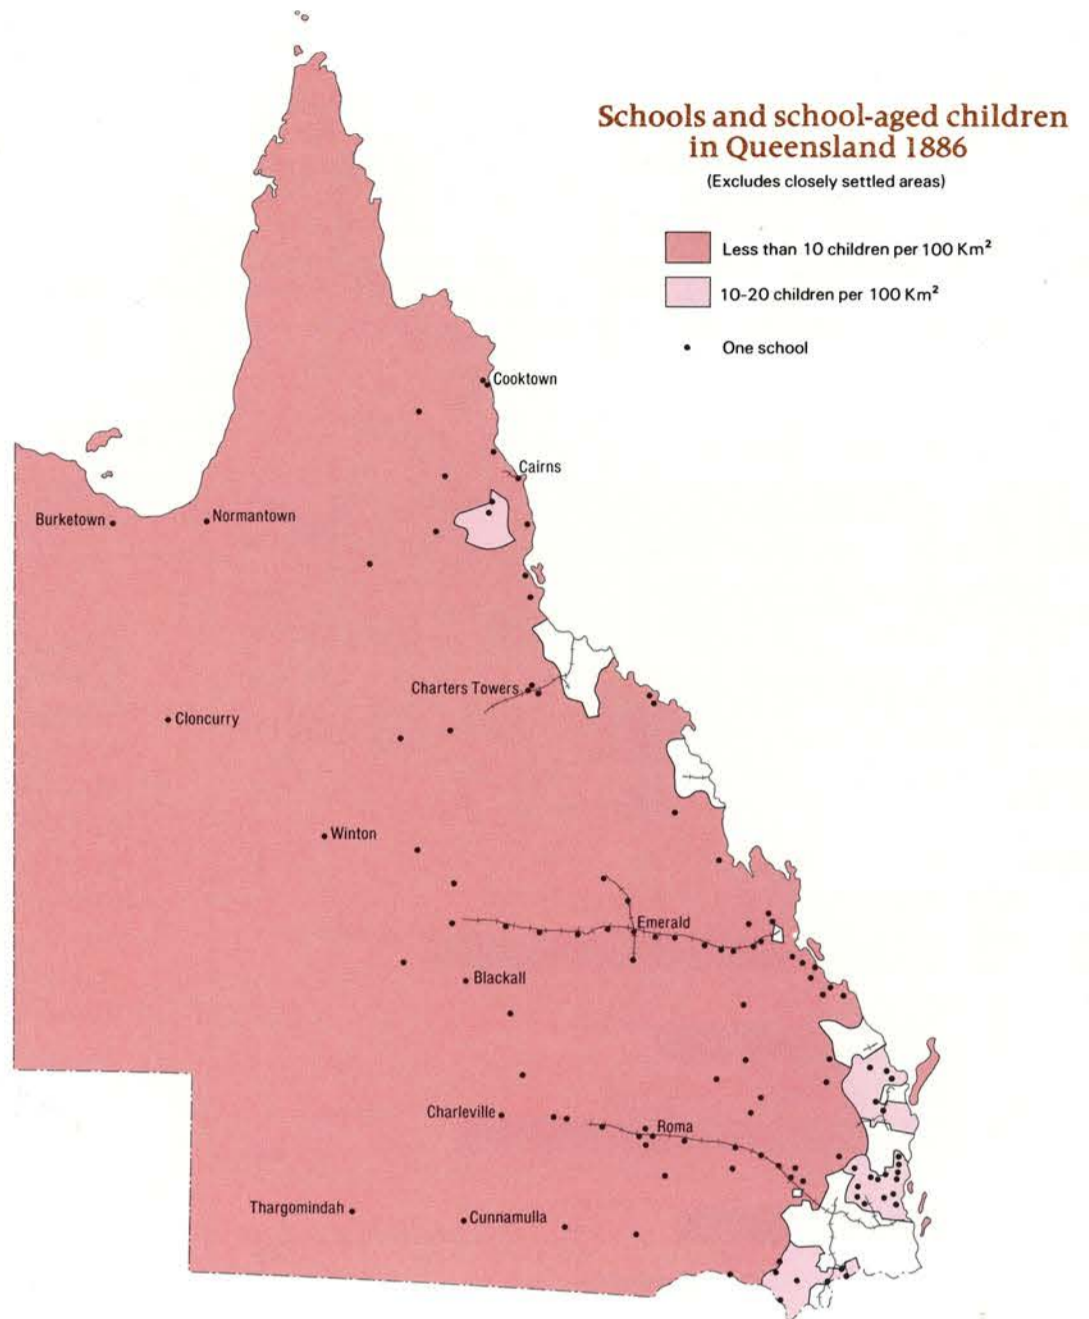 Schools and school-aged children
in Queensland 1886
(Excludes closely settled areas)
Less than 10 children per 100 Km²
10-20 children per 100 Km²
One school
Cooktown
Cairns
Burketown
Normantown
Charters Towers
Cloncurry
Winton
Emerald
Blackall
Charleville
Roma
Thargomindah
Cunnamulla